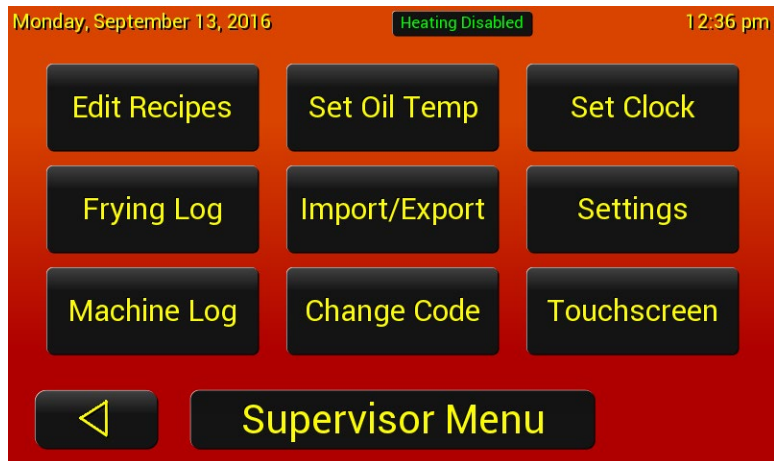 Monday, September 13, 2016 Heating Disabled 12:36 pm
Edit Recipes Set Oil Temp Set Clock
Frying Log Import/Export Settings
Machine Log Change Code Touchscreen
Supervisor Menu